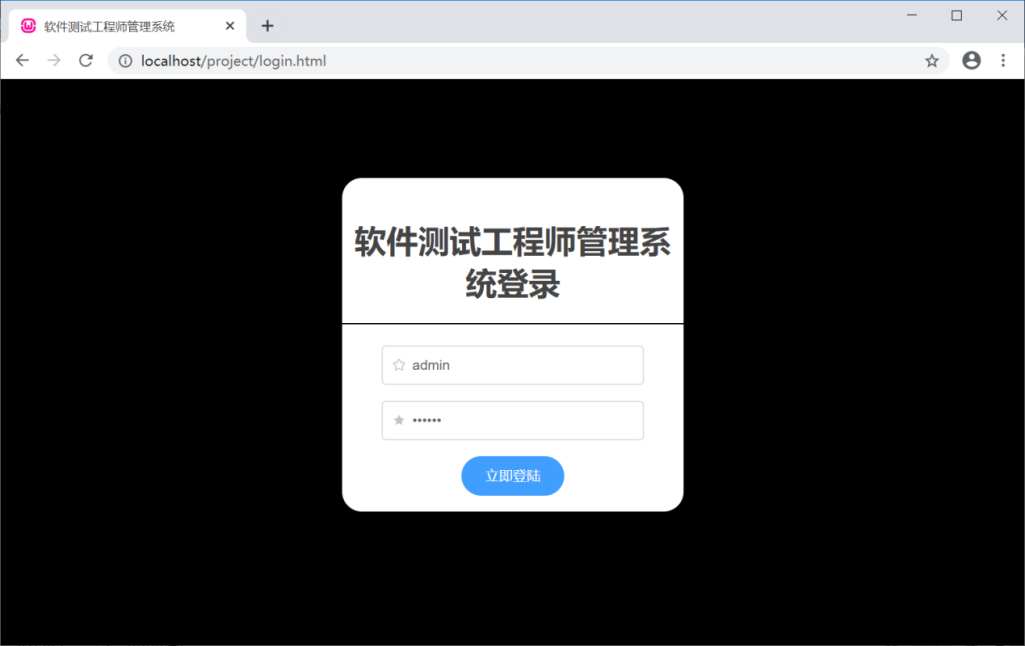 软件测试工程师管理系统
localhost/project/login.html
软件测试工程师管理系
统登录
admin
••••••
立即登陆